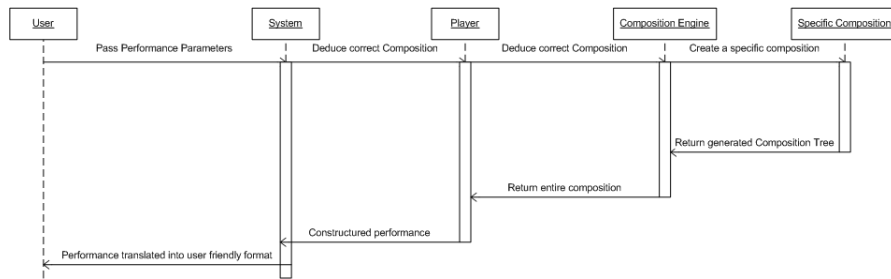 User
System
Player
Composition Engine
Specific Composition
Pass Performance Parameters
Deduce correct Composition
Deduce correct Composition
Create a specific composition
Return generated Composition Tree
Return entire composition
Constructured performance
Performance translated into user friendly format